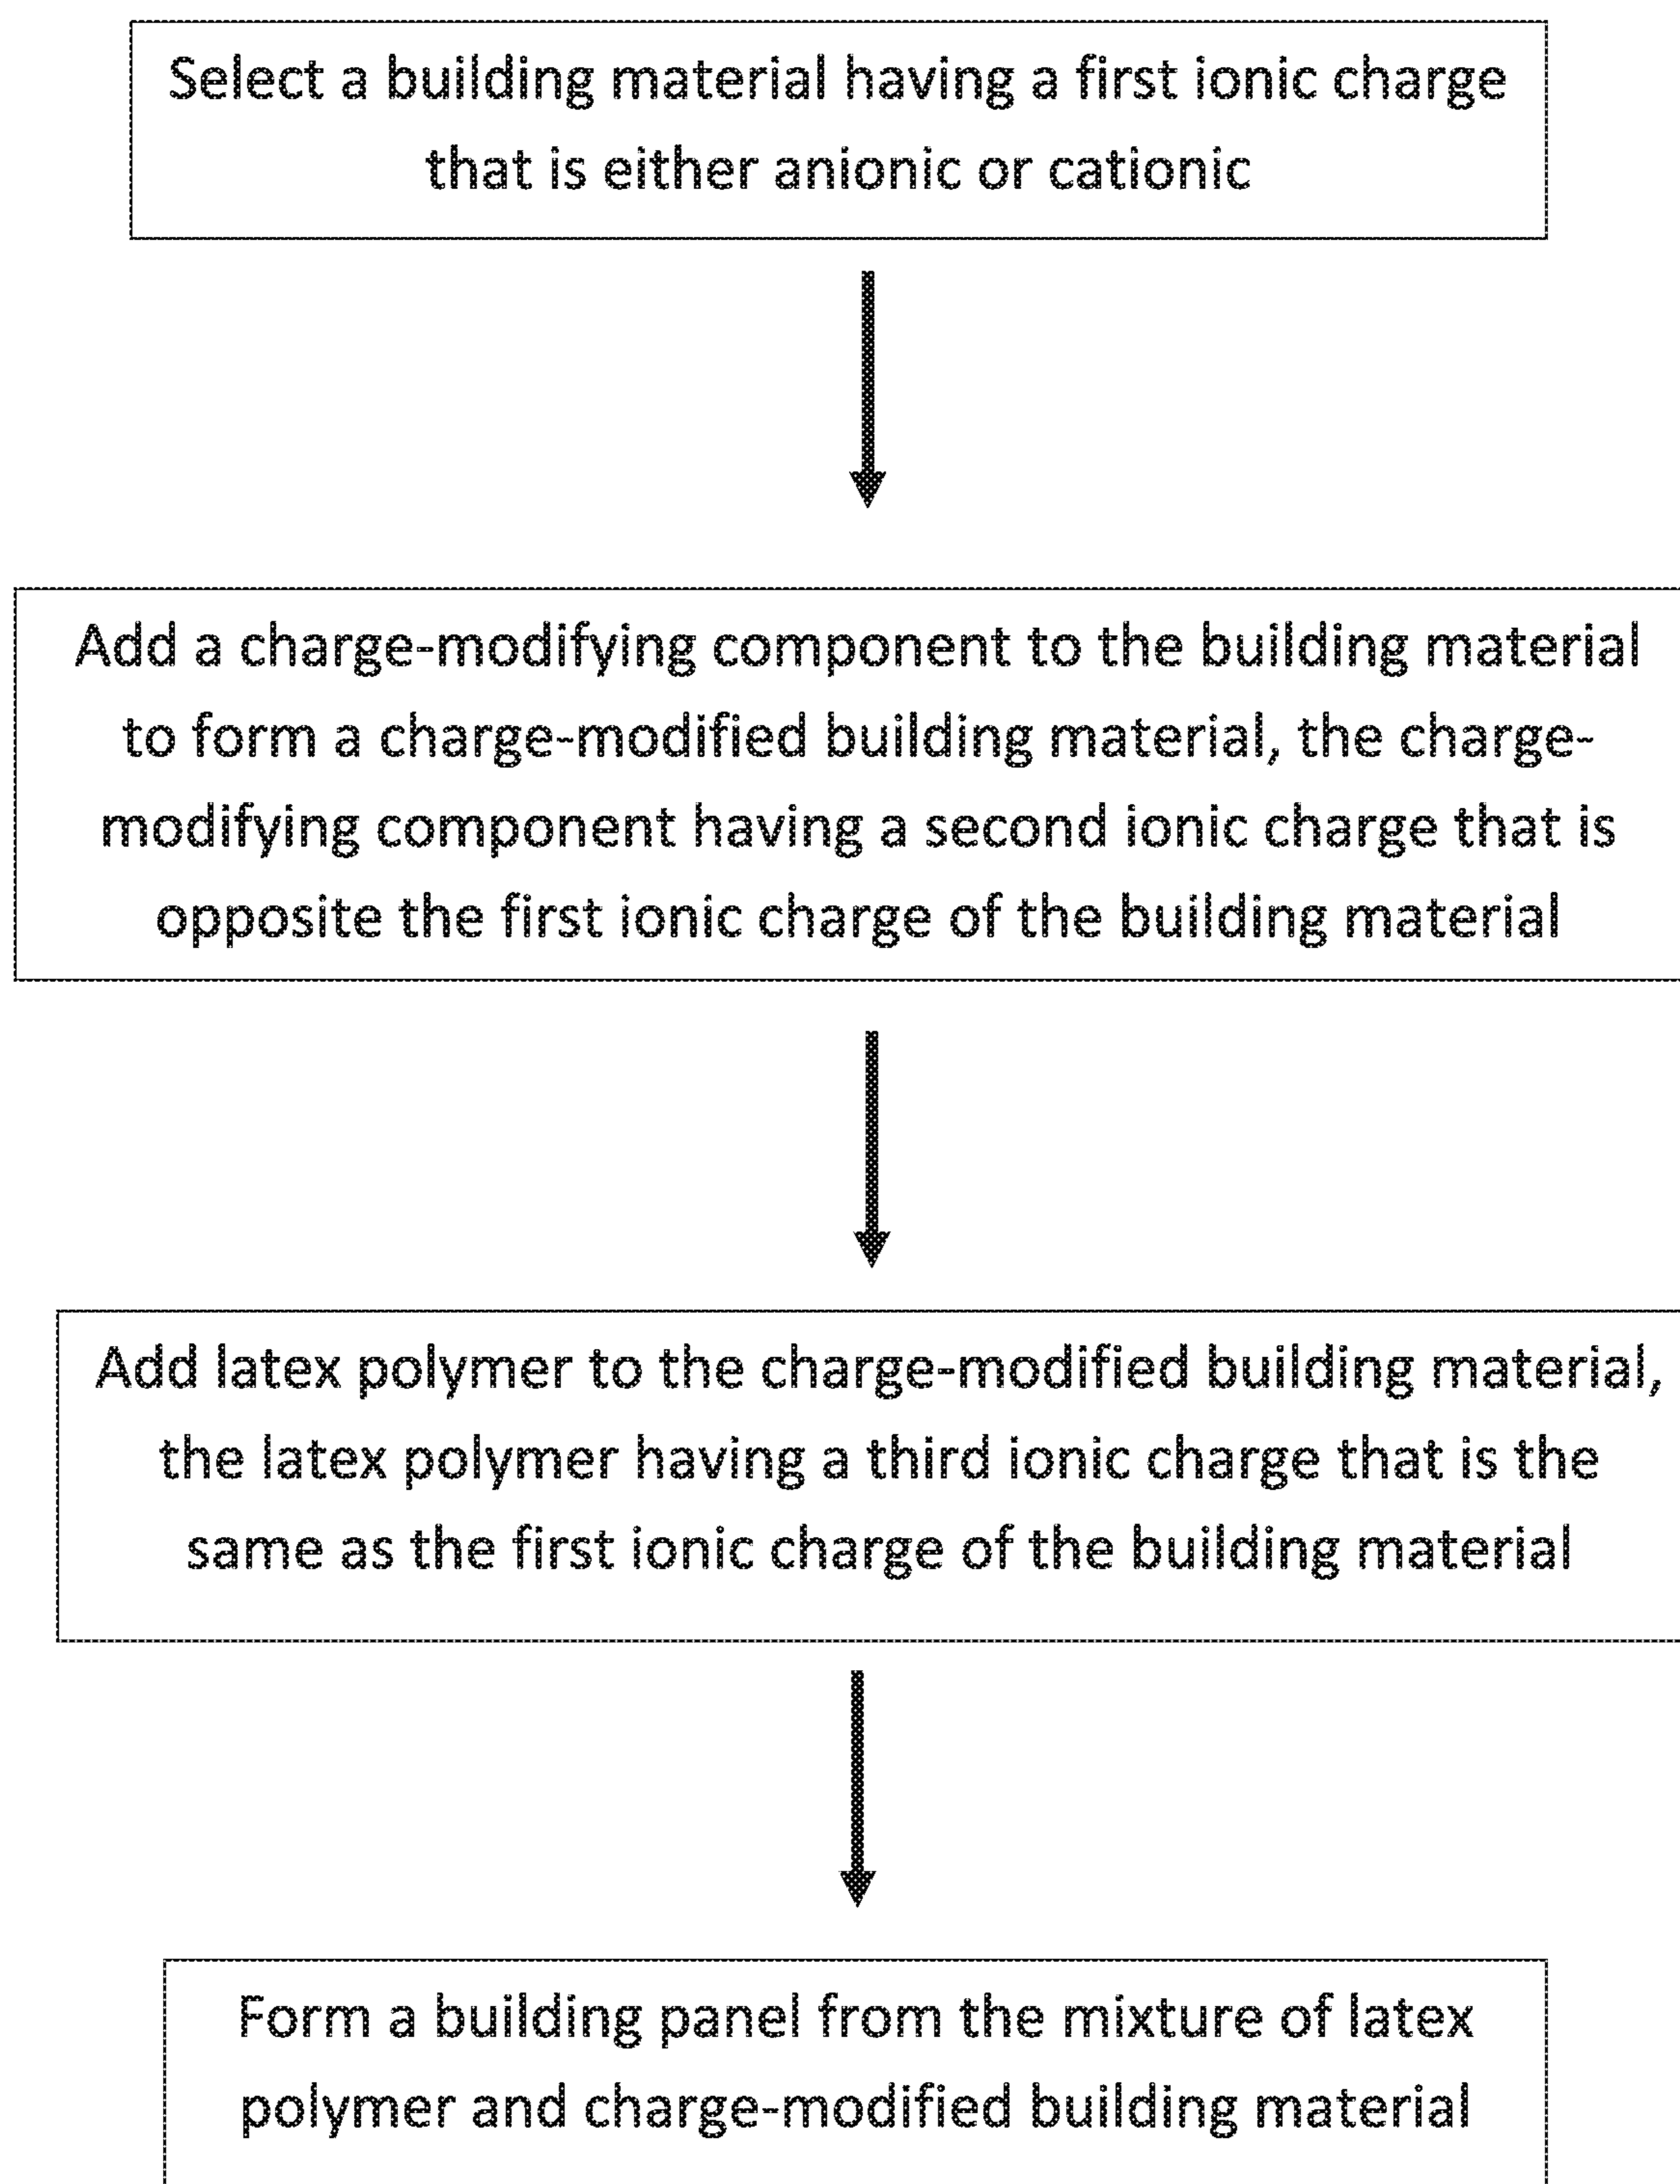 Select a building material having a first ionic charge
that is either anionic or cationic
Add a charge-modifying component to the building material
to form a charge-modified building material, the charge-
modifying component having a second ionic charge that is
opposite the first ionic charge of the building material
Add latex polymer to the charge-modified building material,
the latex polymer having a third ionic charge that is the
same as the first ionic charge of the building material
Form a building panel from the mixture of latex
polymer and charge-modified building material